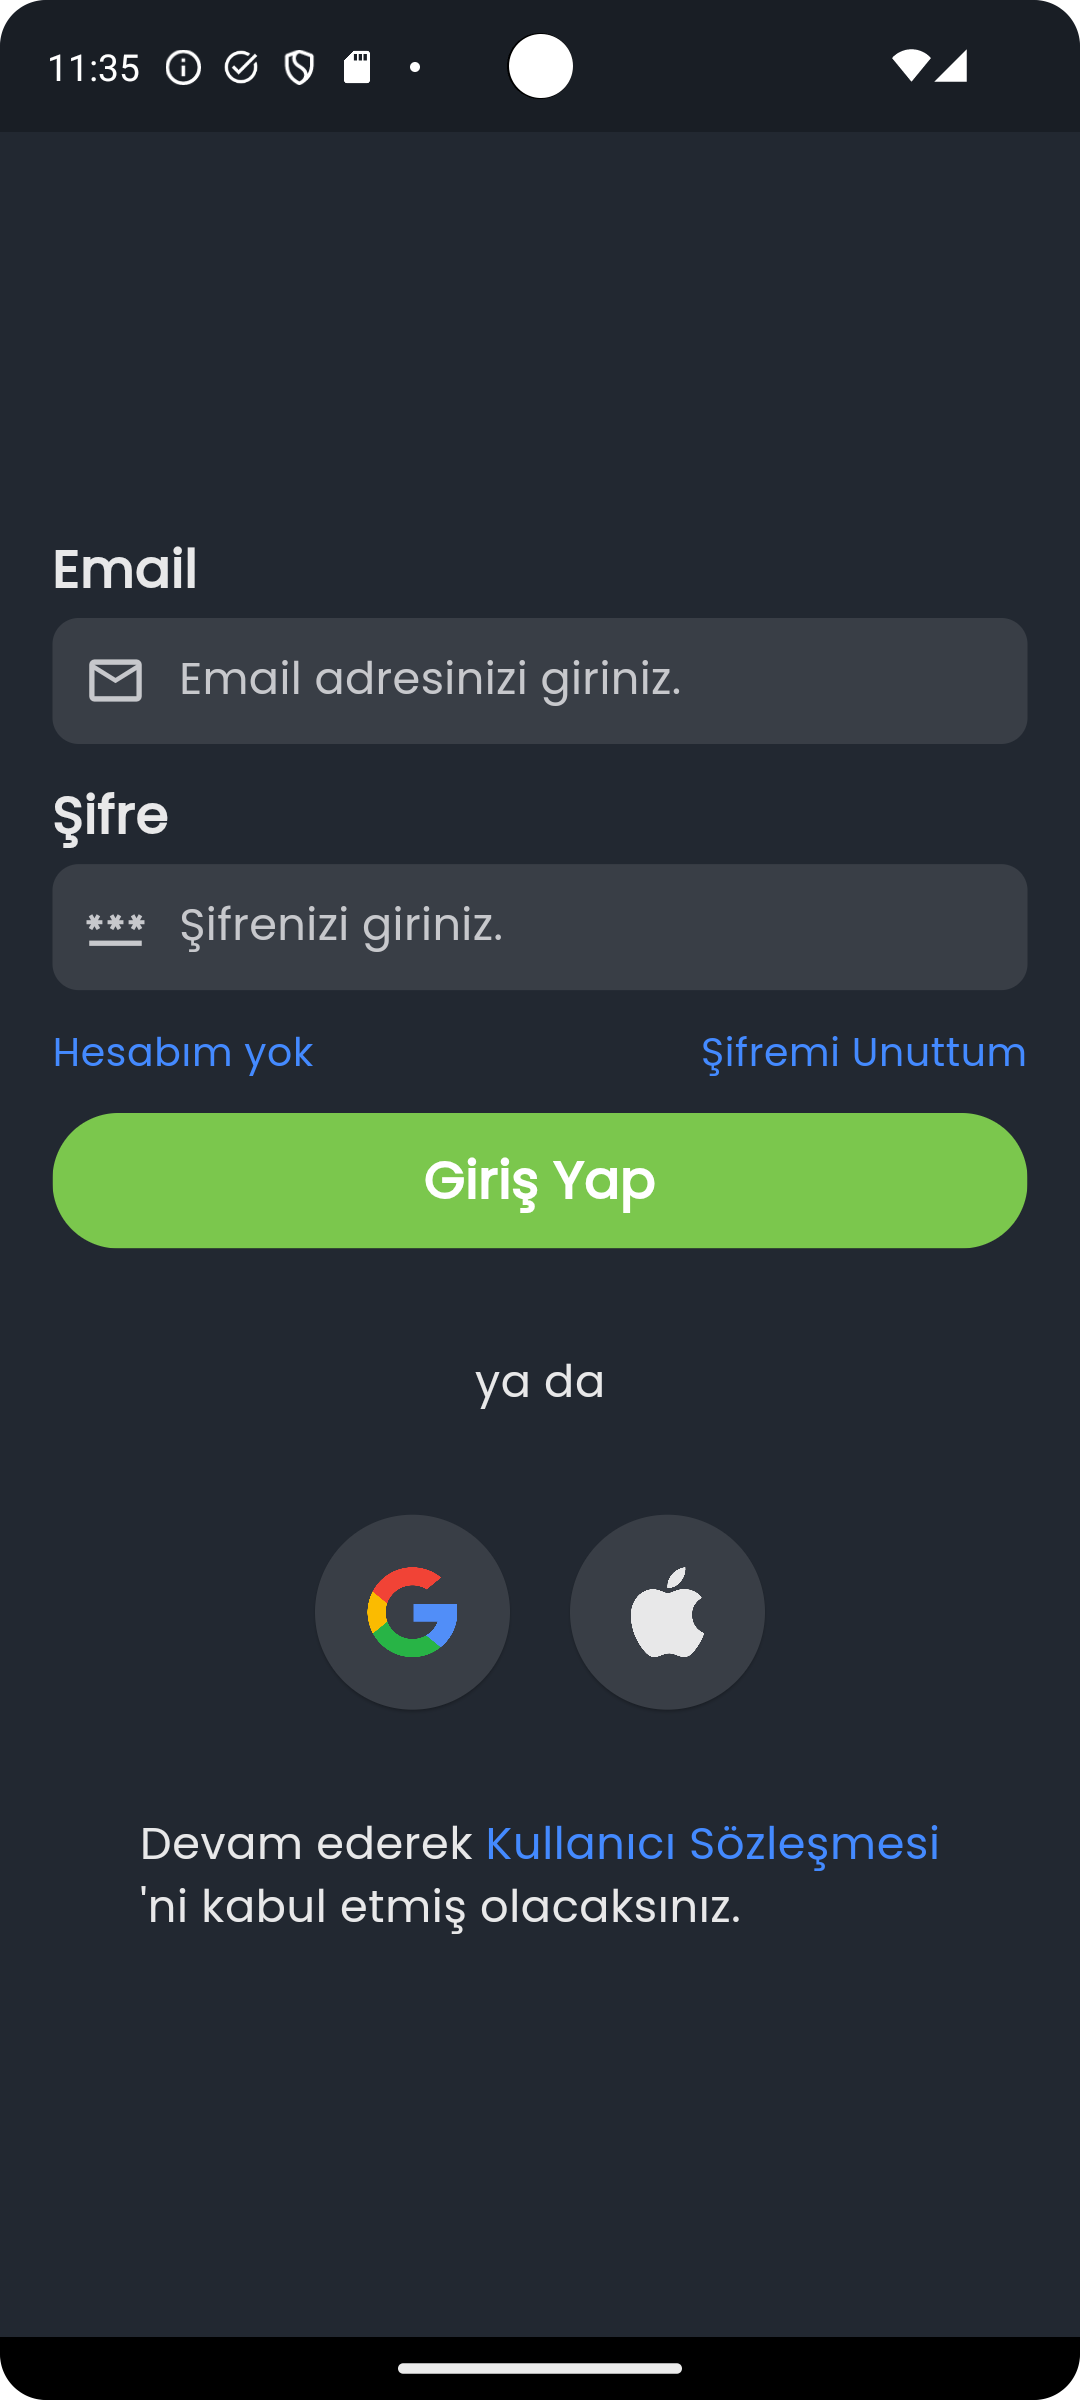 11:35
Email
Email adresinizi giriniz.
Şifre
Şifrenizi giriniz.
Hesabım yok
Şifremi Unuttum
Giriş Yap
ya da
Devam ederek Kullanıcı Sözleşmesi
'ni kabul etmiş olacaksınız.